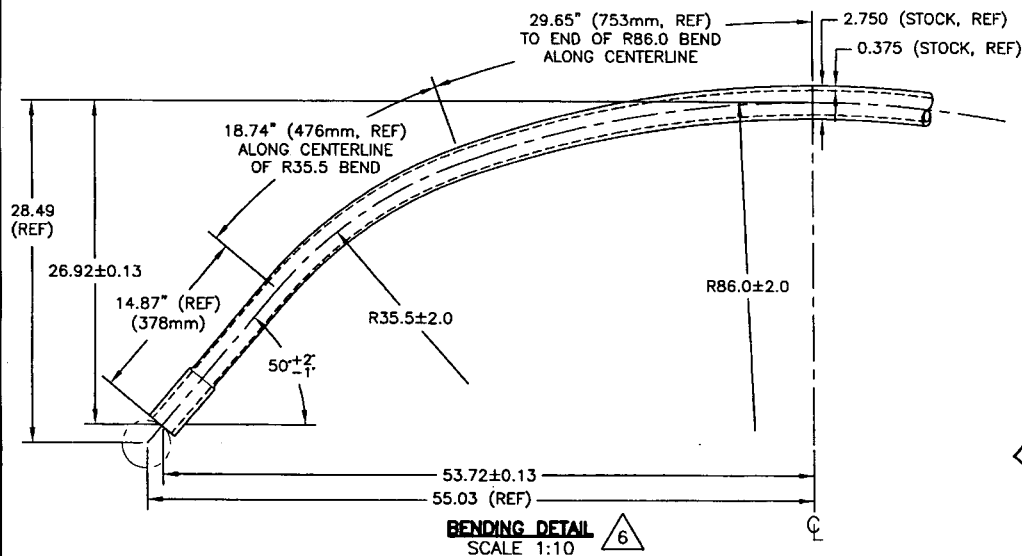 29.65" (753mm, REF)
TO END OF R86.0 BEND
ALONG CENTERLINE
2.750 (STOCK, REF)
0.375 (STOCK, REF)
18.74" (476mm, REF)
ALONG CENTERLINE
OF R35.5 BEND
28.49
(REF)
26.92±0.13
14.87" (REF)
(378mm)
R35.5±2.0
R86.0±2.0
50°+2°
-1°
53.72±0.13
55.03 (REF)
BENDING DETAIL 6
SCALE 1:10
℄